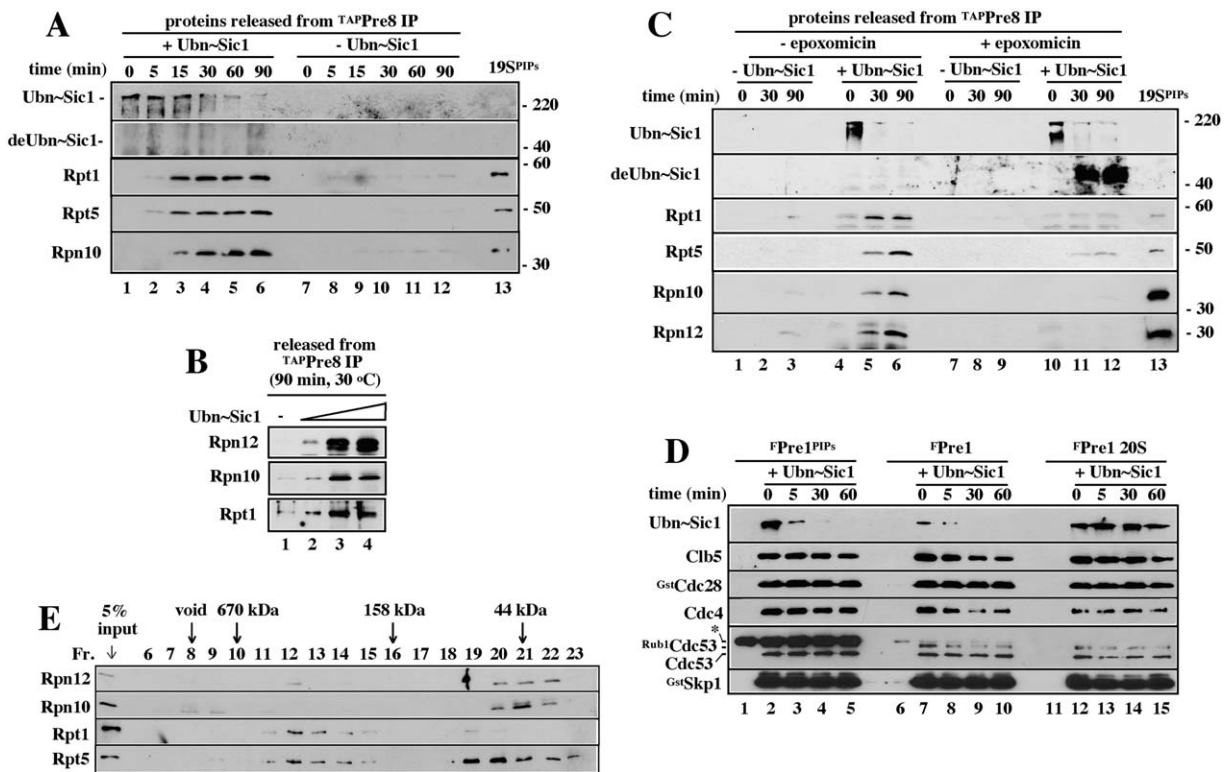 A
proteins released from TAPPre8 IP
+ Ubn~Sic1 - Ubn~Sic1
time (min) 0 5 15 30 60 90 0 5 15 30 60 90 19SPIPs
Ubn~Sic1 - - 220
deUbn~Sic1- - 40
Rpt1 - 60
Rpt5 - 50
Rpn10 - 30
1 2 3 4 5 6 7 8 9 10 11 12 13
B
released from
TAPPre8 IP
(90 min, 30 °C)
Ubn~Sic1 -
Rpn12
Rpn10
Rpt1
1 2 3 4
C
proteins released from TAPPre8 IP
- epoxomicin + epoxomicin
- Ubn~Sic1 + Ubn~Sic1 - Ubn~Sic1 + Ubn~Sic1
time (min) 0 30 90 0 30 90 0 30 90 0 30 90 19SPIPs
Ubn~Sic1 - 220
deUbn~Sic1 - 40
Rpt1 - 60
Rpt5 - 50
Rpn10 - 30
Rpn12 - 30
1 2 3 4 5 6 7 8 9 10 11 12 13
D
FPre1PIPs FPre1 FPre1 20S
+ Ubn~Sic1 + Ubn~Sic1 + Ubn~Sic1
time (min) 0 5 30 60 0 5 30 60 0 5 30 60
Ubn~Sic1
Clb5
GstCdc28
Cdc4
*
Rub1Cdc53
Cdc53
GstSkp1
1 2 3 4 5 6 7 8 9 10 11 12 13 14 15
E
5% input void 670 kDa 158 kDa 44 kDa
Fr. 6 7 8 9 10 11 12 13 14 15 16 17 18 19 20 21 22 23
Rpn12
Rpn10
Rpt1
Rpt5